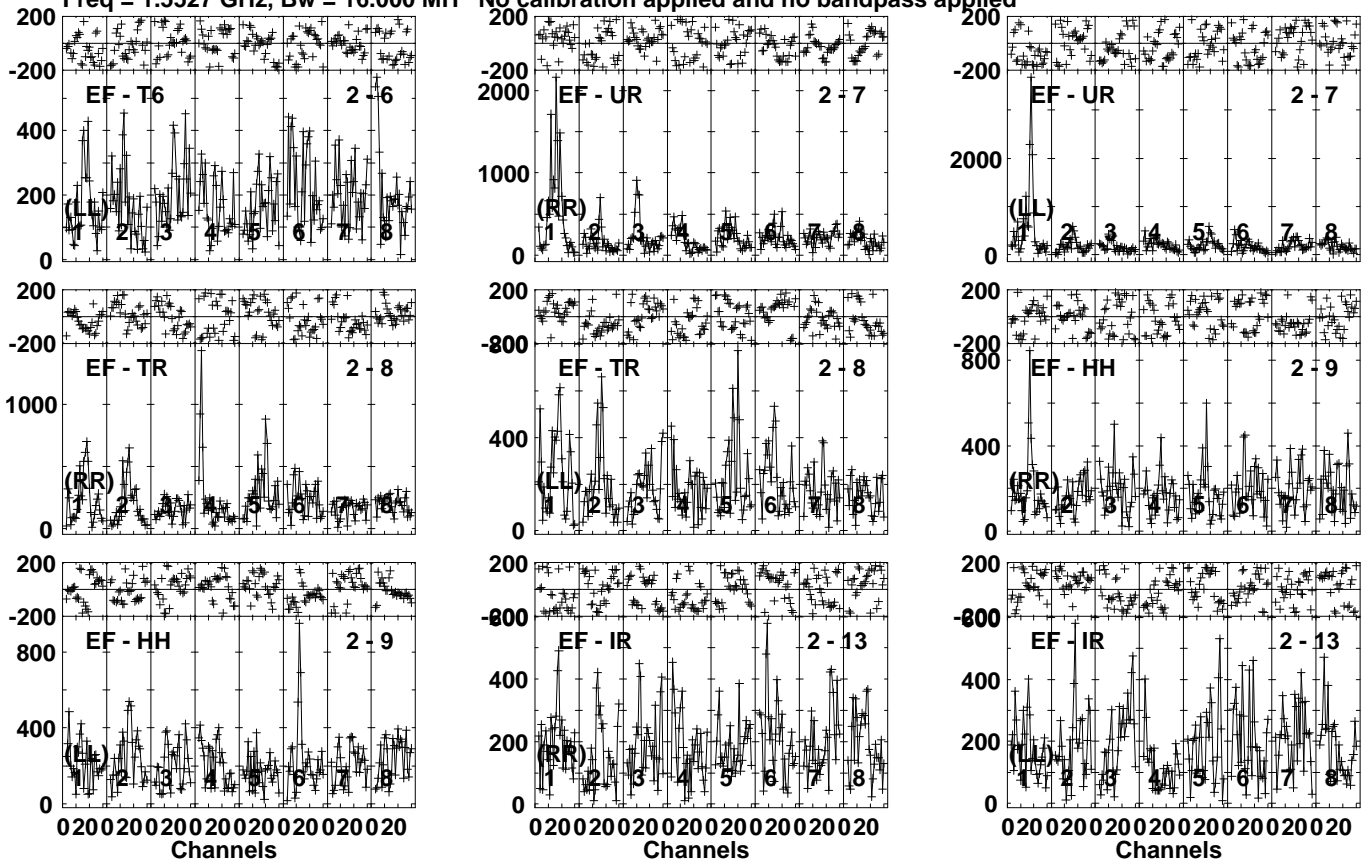 Freq = 1.5527 GHz, Bw = 16.000 MH No calibration applied and no bandpass applied
200 200 200
-200 -200 -200
EF - T6 2 - 6 EF - UR 2 - 7 EF - UR 2 - 7
400 2000 2000
200 1000
(LL) (RR) (LL)
1 2 3 4 5 6 7 8 1 2 3 4 5 6 7 8 1 2 3 4 5 6 7 8
0 0 0
200 200 200
-200 -200 -200
800
EF - TR 2 - 8 EF - TR 2 - 8 EF - HH 2 - 9
1000 400 800
400
(RR) (LL) (RR)
1 2 3 4 5 6 7 8 1 2 3 4 5 6 7 8 1 2 3 4 5 6 7 8
0 0 0
200 200 200
-200 -200 -200
600 600
EF - HH 2 - 9 EF - IR 2 - 13 EF - IR 2 - 13
800 400 400
400 200 200
(LL) (RR) (LL)
1 2 3 4 5 6 7 8 1 2 3 4 5 6 7 8 1 2 3 4 5 6 7 8
0 0 0
0 20 0 20 0 20 0 20 0 20 0 20 0 20 0 20 0 20 0 20 0 20 0 20 0 20 0 20 0 20 0 20 0 20 0 20 0 20 0 20 0 20 0 20 0 20 0 20
Channels Channels Channels